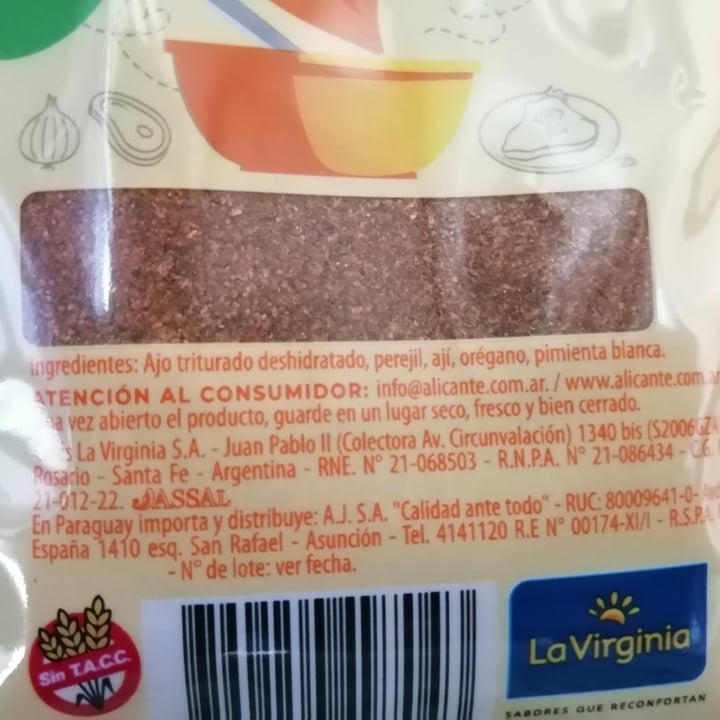 Ingredientes: Ajo triturado deshidratado, perejil, ají, orégano, pimienta blanca.
ATENCIÓN AL CONSUMIDOR: info@alicante.com.ar. / www.alicante.com.ar
vez abierto el producto, guarde en un lugar seco, fresco y bien cerrado.
La Virginia S.A. - Juan Pablo II (Colectora Av. Circunvalación) 1340 bis (S2006GZA
Rosario - Santa Fe - Argentina - RNE. N° 21-068503 - R.N.P.A. N° 21-086434 - C.6.
21-012-22. JASSAL
En Paraguay importa y distribuye: A.J. S.A. "Calidad ante todo" - RUC: 80009641-0-
España 1410 esq. San Rafael - Asunción - Tel. 4141120 R.E N° 00174-XI/I - R.S.P.A.
- N° de lote: ver fecha.
Sin T.A.C.C.
La Virginia
SABORES QUE RECONFORTAN